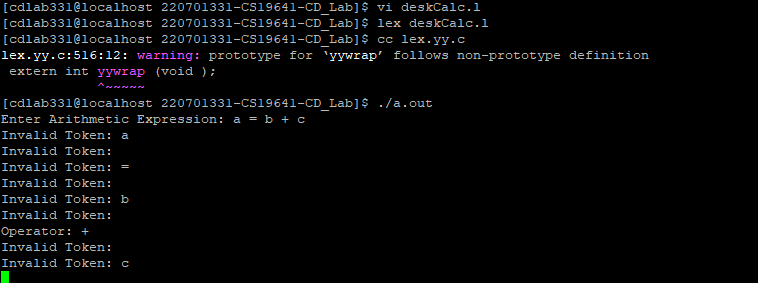 [cdlab331@localhost 220701331-CS19641-CD_Lab]$ vi deskCalc.l
[cdlab331@localhost 220701331-CS19641-CD_Lab]$ lex deskCalc.l
[cdlab331@localhost 220701331-CS19641-CD_Lab]$ cc lex.yy.c
lex.yy.c:516:12: warning: prototype for ‘yywrap’ follows non-prototype definition
 extern int yywrap (void );
            ^~~~~~
[cdlab331@localhost 220701331-CS19641-CD_Lab]$ ./a.out
Enter Arithmetic Expression: a = b + c
Invalid Token: a
Invalid Token:
Invalid Token: =
Invalid Token:
Invalid Token: b
Invalid Token:
Operator: +
Invalid Token:
Invalid Token: c